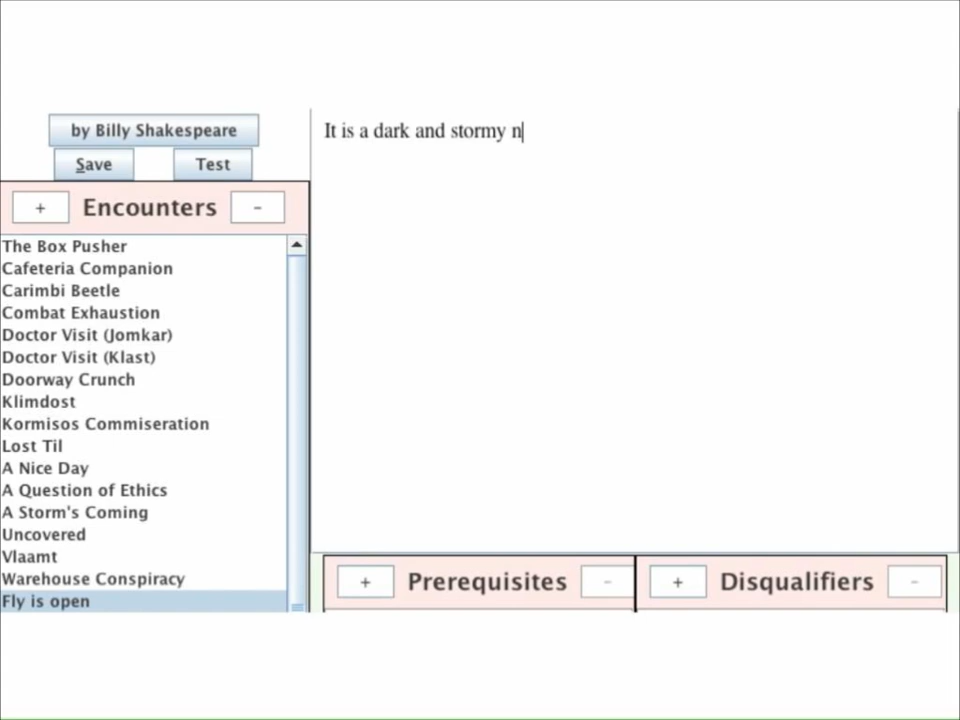 by Billy Shakespeare
Save
Test
+ Encounters -
The Box Pusher
Cafeteria Companion
Carimbi Beetle
Combat Exhaustion
Doctor Visit (Jomkar)
Doctor Visit (Klast)
Doorway Crunch
Klimdost
Kormisos Commiseration
Lost Til
A Nice Day
A Question of Ethics
A Storm's Coming
Uncovered
Vlaamt
Warehouse Conspiracy
Fly is open
It is a dark and stormy n
+ Prerequisites -
+ Disqualifiers -